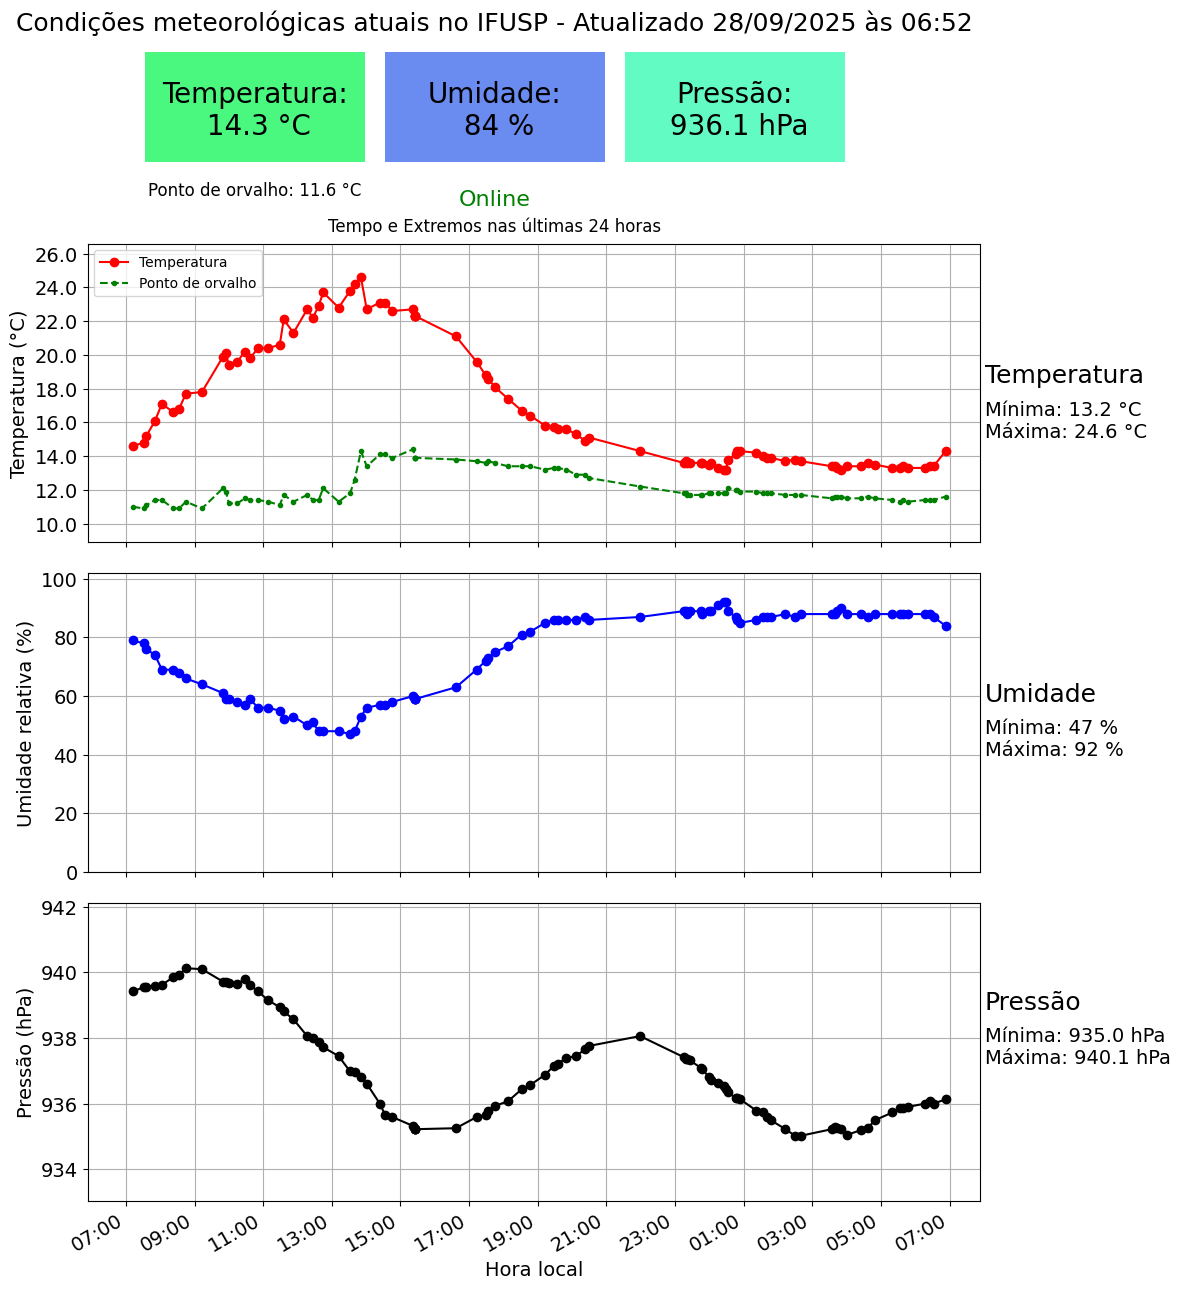 Condições meteorológicas atuais no IFUSP - Atualizado 28/09/2025 às 06:52
Temperatura:
14.3 °C
Umidade:
84 %
Pressão:
936.1 hPa
Ponto de orvalho: 11.6 °C
Online
Tempo e Extremos nas últimas 24 horas
Temperatura (°C)
26.0
24.0
22.0
20.0
18.0
16.0
14.0
12.0
10.0
Temperatura
Ponto de orvalho
Temperatura
Mínima: 13.2 °C
Máxima: 24.6 °C
Umidade relativa (%)
100
80
60
40
20
0
Umidade
Mínima: 47 %
Máxima: 92 %
Pressão (hPa)
942
940
938
936
934
Pressão
Mínima: 935.0 hPa
Máxima: 940.1 hPa
07:00 09:00 11:00 13:00 15:00 17:00 19:00 21:00 23:00 01:00 03:00 05:00 07:00
Hora local